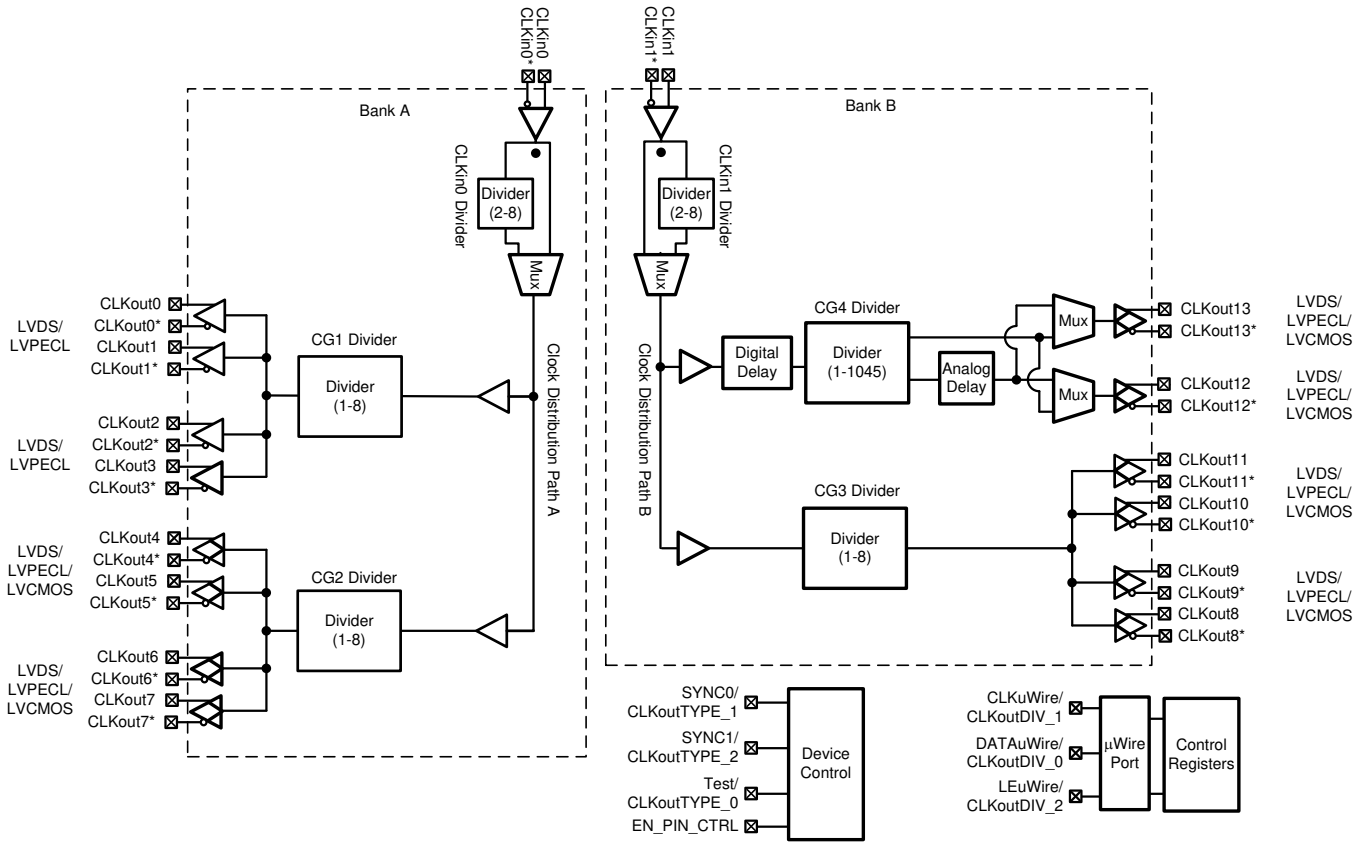 CLKin0
CLKin0*
CLKin1
CLKin1*
Bank A
CLKin0 Divider
Divider
(2-8)
Mux
CLKout0
CLKout0*
CLKout1
CLKout1*
LVDS/
LVPECL
CLKout2
CLKout2*
CLKout3
CLKout3*
LVDS/
LVPECL
CG1 Divider
Divider
(1-8)
Clock Distribution Path A
CLKout4
CLKout4*
CLKout5
CLKout5*
LVDS/
LVPECL/
LVCMOS
CLKout6
CLKout6*
CLKout7
CLKout7*
LVDS/
LVPECL/
LVCMOS
CG2 Divider
Divider
(1-8)
Bank B
Divider
(2-8)
CLKin1 Divider
Mux
Clock Distribution Path B
Digital
Delay
CG4 Divider
Divider
(1-1045)
Analog
Delay
Mux
Mux
CLKout13
CLKout13*
LVDS/
LVPECL/
LVCMOS
CLKout12
CLKout12*
LVDS/
LVPECL/
LVCMOS
CG3 Divider
Divider
(1-8)
CLKout11
CLKout11*
CLKout10
CLKout10*
LVDS/
LVPECL/
LVCMOS
CLKout9
CLKout9*
CLKout8
CLKout8*
LVDS/
LVPECL/
LVCMOS
SYNC0/
CLKoutTYPE_1
SYNC1/
CLKoutTYPE_2
Test/
CLKoutTYPE_0
EN_PIN_CTRL
Device
Control
CLKuWire/
CLKoutDIV_1
DATAuWire/
CLKoutDIV_0
LEuWire/
CLKoutDIV_2
µWire
Port
Control
Registers